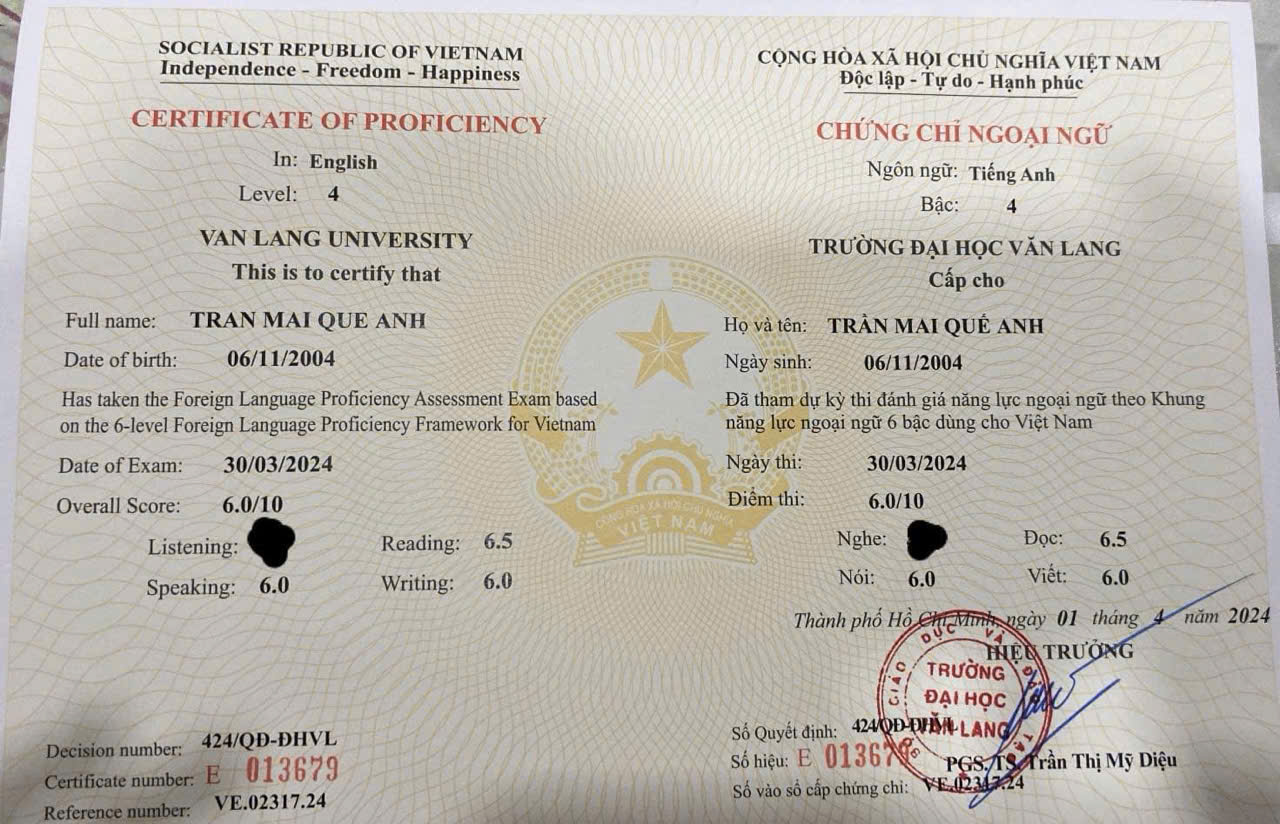 SOCIALIST REPUBLIC OF VIETNAM
Independence - Freedom - Happiness
CERTIFICATE OF PROFICIENCY
In: English
Level: 4
VAN LANG UNIVERSITY
This is to certify that
Full name: TRAN MAI QUE ANH
Date of birth: 06/11/2004
Has taken the Foreign Language Proficiency Assessment Exam based
on the 6-level Foreign Language Proficiency Framework for Vietnam
Date of Exam: 30/03/2024
Overall Score: 6.0/10
Listening: Reading: 6.5
Speaking: 6.0 Writing: 6.0
Decision number: 424/QĐ-ĐHVL
Certificate number: E 013679
Reference number: VE.02317.24
CỘNG HÒA XÃ HỘI CHỦ NGHĨA VIỆT NAM
Độc lập - Tự do - Hạnh phúc
CHỨNG CHỈ NGOẠI NGỮ
Ngôn ngữ: Tiếng Anh
Bậc: 4
TRƯỜNG ĐẠI HỌC VĂN LANG
Cấp cho
Họ và tên: TRẦN MAI QUẾ ANH
Ngày sinh: 06/11/2004
Đã tham dự kỳ thi đánh giá năng lực ngoại ngữ theo Khung
năng lực ngoại ngữ 6 bậc dùng cho Việt Nam
Ngày thi: 30/03/2024
Điểm thi: 6.0/10
Nghe: Đọc: 6.5
Nói: 6.0 Viết: 6.0
Thành phố Hồ Chí Minh, ngày 01 tháng 4 năm 2024
HIỆU TRƯỞNG
BỘ GIÁO DỤC VÀ ĐÀO TẠO
TRƯỜNG
ĐẠI HỌC
VĂN LANG
Số Quyết định: 424/QĐ-ĐHVL
Số hiệu: E 013679
PGS. TS. Trần Thị Mỹ Diệu
Số vào sổ cấp chứng chỉ: VE.02317.24
CỘNG HÒA XÃ HỘI CHỦ NGHĨA
VIỆT NAM